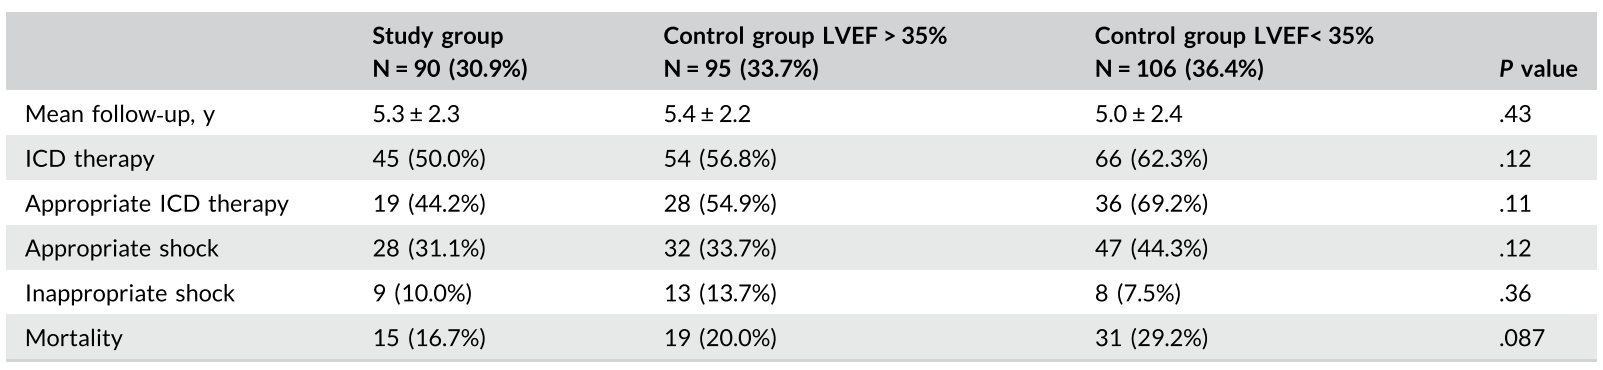 Study group Control group LVEF > 35% Control group LVEF< 35%
N = 90 (30.9%) N = 95 (33.7%) N = 106 (36.4%) P value
Mean follow-up, y 5.3 ± 2.3 5.4 ± 2.2 5.0 ± 2.4 .43
ICD therapy 45 (50.0%) 54 (56.8%) 66 (62.3%) .12
Appropriate ICD therapy 19 (44.2%) 28 (54.9%) 36 (69.2%) .11
Appropriate shock 28 (31.1%) 32 (33.7%) 47 (44.3%) .12
Inappropriate shock 9 (10.0%) 13 (13.7%) 8 (7.5%) .36
Mortality 15 (16.7%) 19 (20.0%) 31 (29.2%) .087